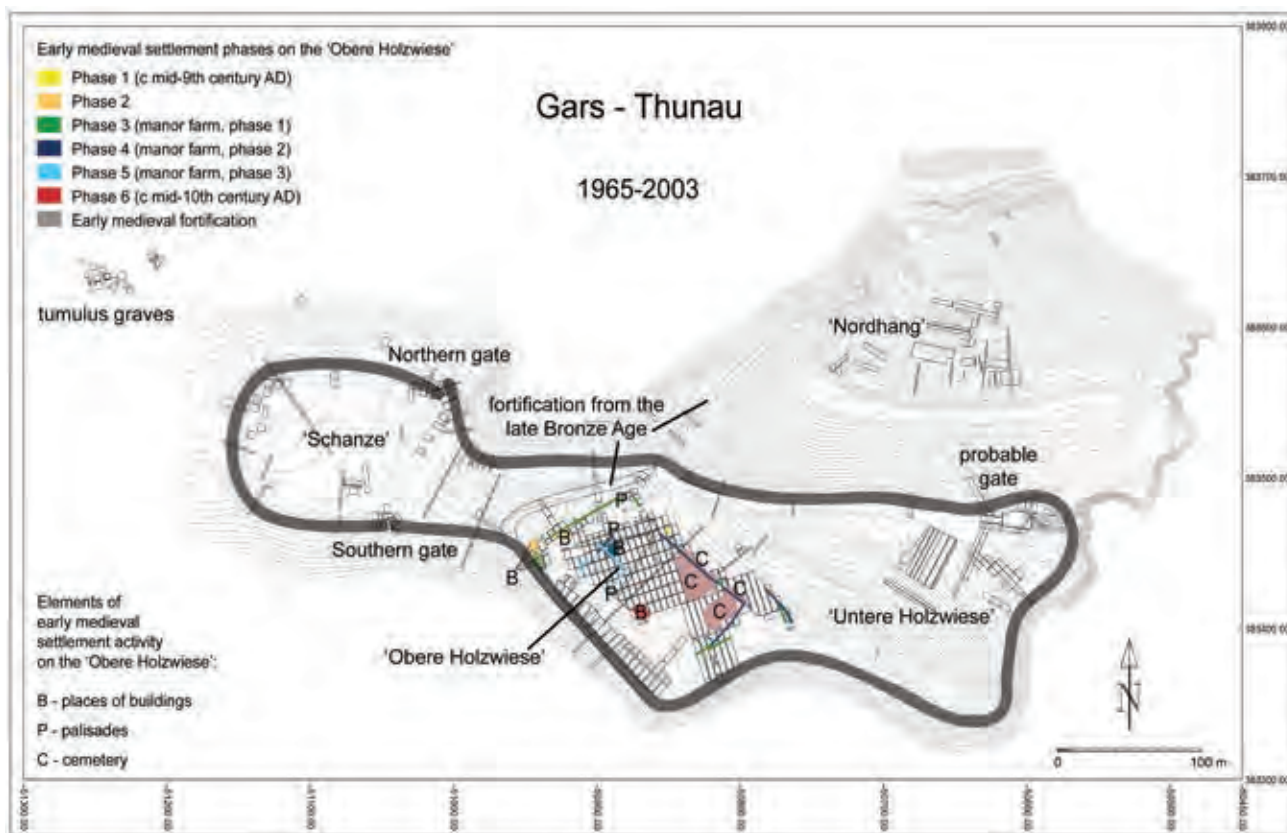 Early medieval settlement phases on the 'Obere Holzwiese'
Phase 1 (c mid-9th century AD)
Phase 2
Phase 3 (manor farm, phase 1)
Phase 4 (manor farm, phase 2)
Phase 5 (manor farm, phase 3)
Phase 6 (c mid-10th century AD)
Early medieval fortification
Gars - Thunau
1965-2003
tumulus graves
'Nordhang'
Northern gate
fortification from the
late Bronze Age
'Schanze'
probable
gate
Southern gate
P
B
P
B
B
C
C
C
P
B
'Obere Holzwiese'
'Untere Holzwiese'
Elements of
early medieval
settlement activity
on the 'Obere Holzwiese':
B - places of buildings
P - palisades
C - cemetery
N
0 100 m